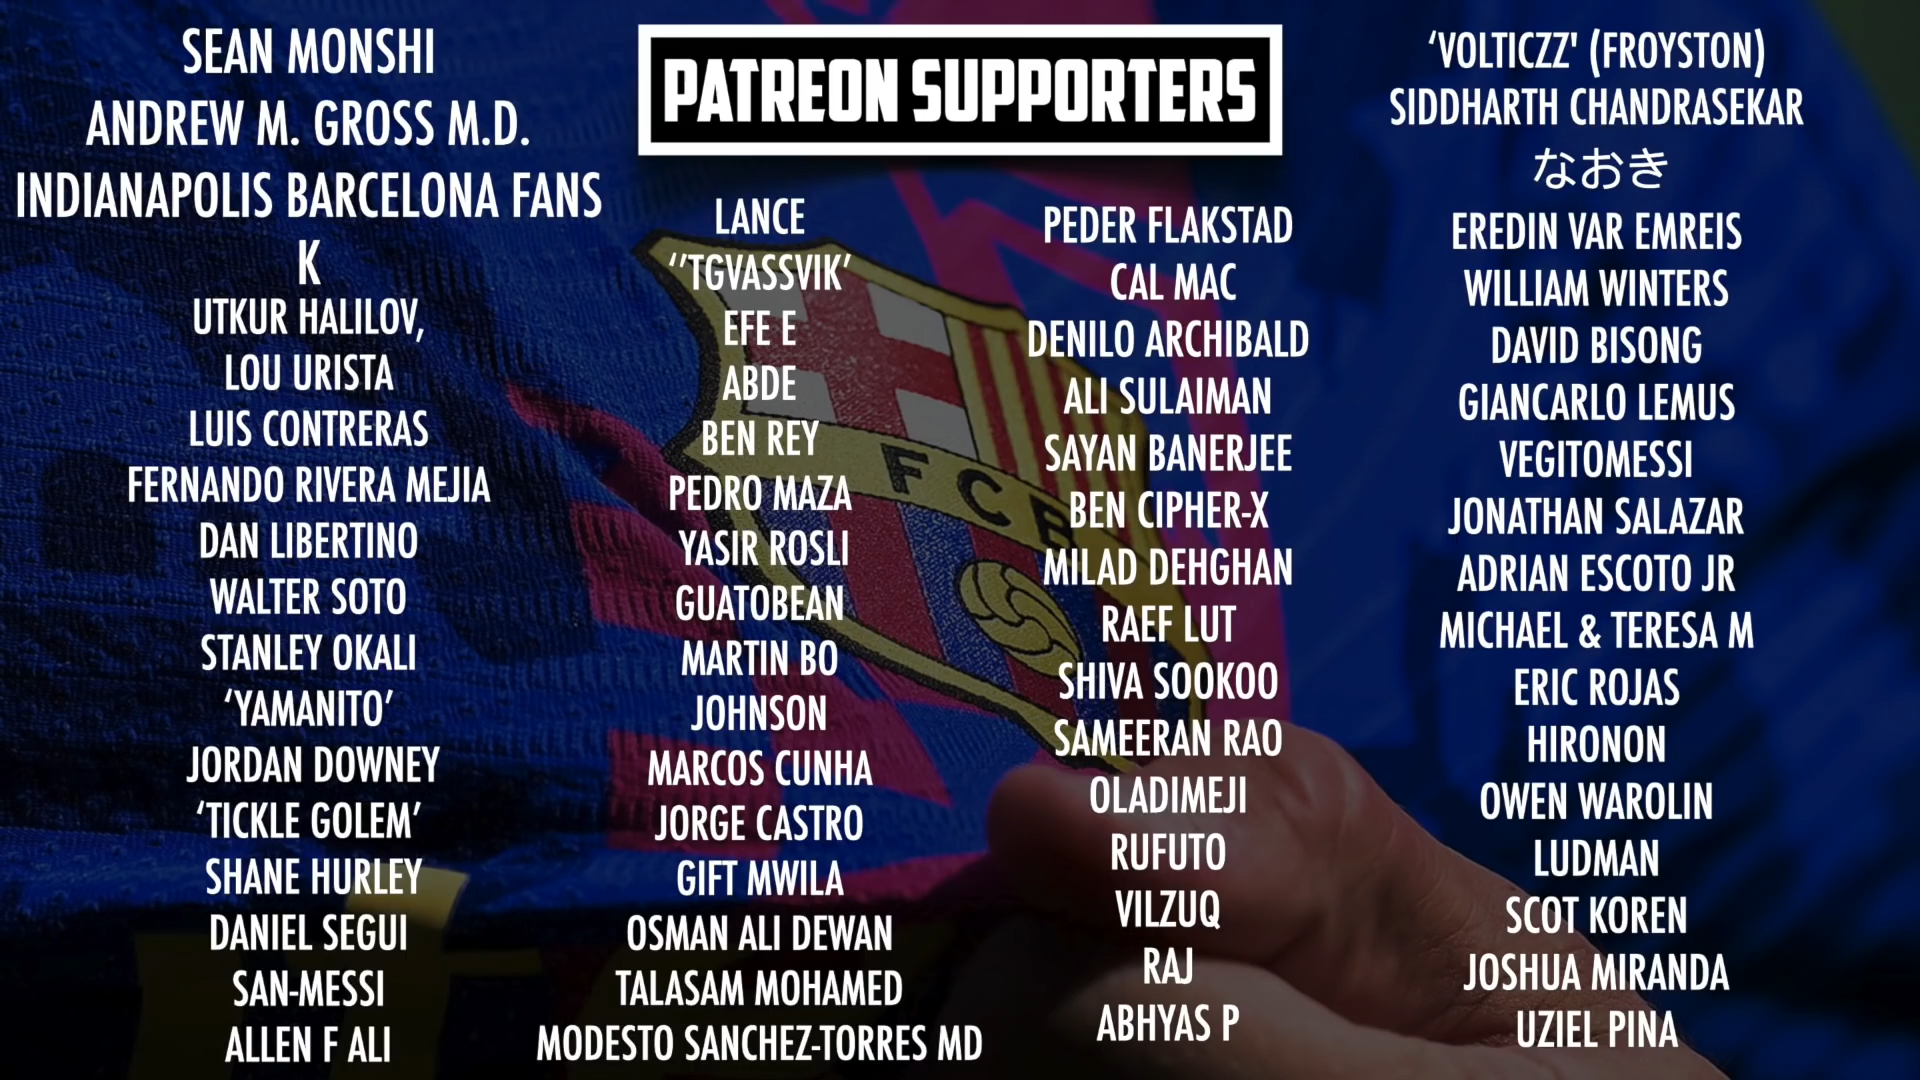 SEAN MONSHI
ANDREW M. GROSS M.D.
INDIANAPOLIS BARCELONA FANS
K
UTKUR HALILOV,
LOU URISTA
LUIS CONTRERAS
FERNANDO RIVERA MEJIA
DAN LIBERTINO
WALTER SOTO
STANLEY OKALI
‘YAMANITO’
JORDAN DOWNEY
‘TICKLE GOLEM’
SHANE HURLEY
DANIEL SEGUI
SAN-MESSI
ALLEN F ALI
PATREON SUPPORTERS
LANCE
‘’TGVASSVIK’
EFE E
ABDE
BEN REY
PEDRO MAZA
YASIR ROSLI
GUATOBEAN
MARTIN BO
JOHNSON
MARCOS CUNHA
JORGE CASTRO
GIFT MWILA
OSMAN ALI DEWAN
TALASAM MOHAMED
MODESTO SANCHEZ-TORRES MD
PEDER FLAKSTAD
CAL MAC
DENILO ARCHIBALD
ALI SULAIMAN
SAYAN BANERJEE
BEN CIPHER-X
MILAD DEHGHAN
RAEF LUT
SHIVA SOOKOO
SAMEERAN RAO
OLADIMEJI
RUFUTO
VILZUQ
RAJ
ABHYAS P
‘VOLTICZZ' (FROYSTON)
SIDDHARTH CHANDRASEKAR
なおき
EREDIN VAR EMREIS
WILLIAM WINTERS
DAVID BISONG
GIANCARLO LEMUS
VEGITOMESSI
JONATHAN SALAZAR
ADRIAN ESCOTO JR
MICHAEL & TERESA M
ERIC ROJAS
HIRONON
OWEN WAROLIN
LUDMAN
SCOT KOREN
JOSHUA MIRANDA
UZIEL PINA
FCB